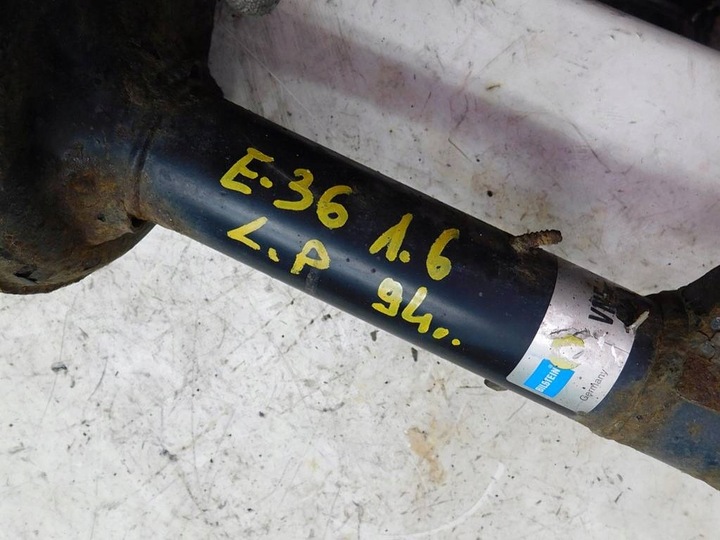 E-36 1.6
L.P 94..
BILSTEIN
Germany